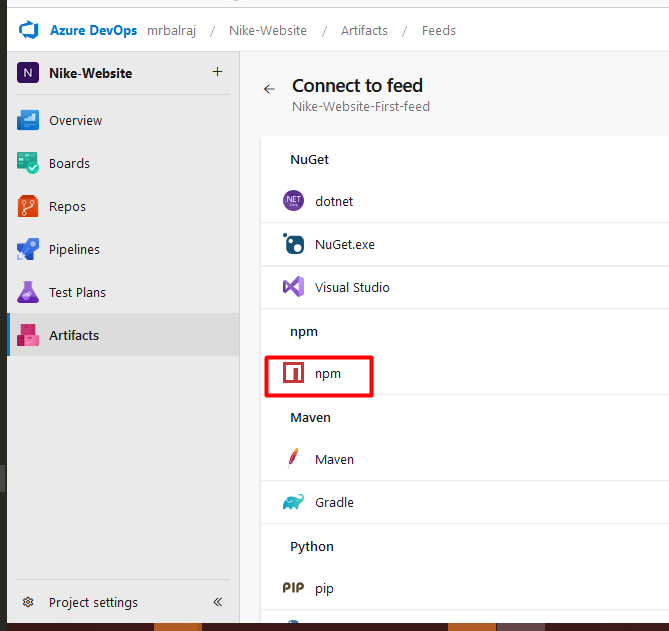 Azure DevOps mrbalraj / Nike-Website / Artifacts / Feeds
N Nike-Website +
Overview
Boards
Repos
Pipelines
Test Plans
Artifacts
Project settings
← Connect to feed
Nike-Website-First-feed
NuGet
.NET dotnet
NuGet.exe
Visual Studio
npm
npm
Maven
Maven
Gradle
Python
PIP pip